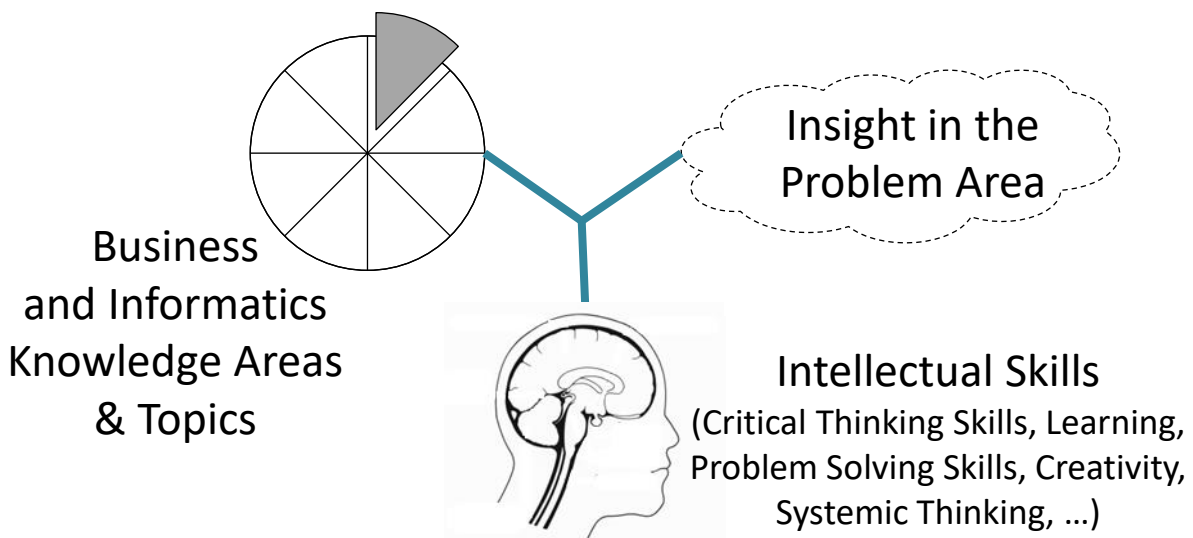 Insight in the
Problem Area
Business
and Informatics
Knowledge Areas
& Topics
Intellectual Skills
(Critical Thinking Skills, Learning,
Problem Solving Skills, Creativity,
Systemic Thinking, …)